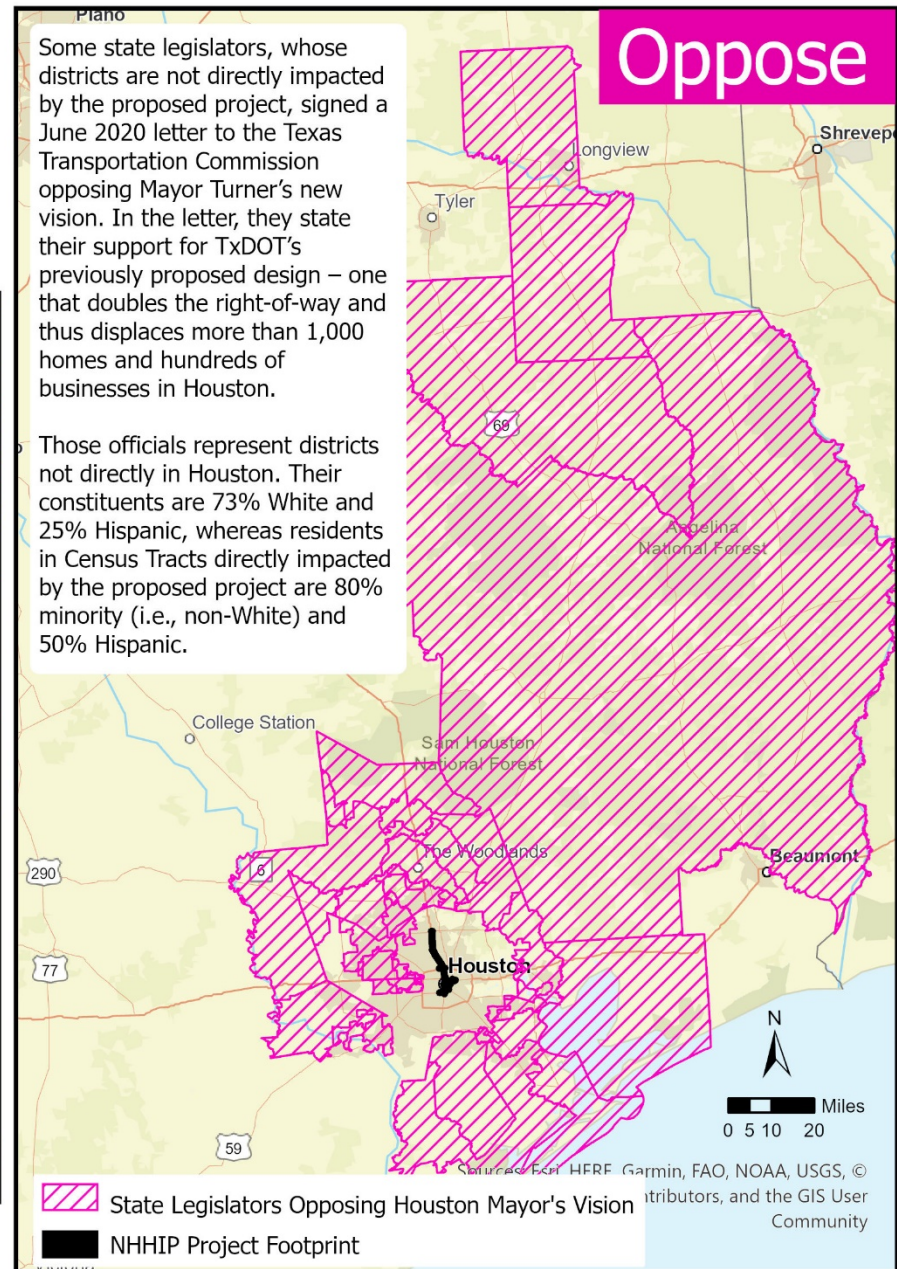 Plano
Oppose
Some state legislators, whose
districts are not directly impacted
by the proposed project, signed a
June 2020 letter to the Texas
Transportation Commission
opposing Mayor Turner's new
vision. In the letter, they state
their support for TxDOT's
previously proposed design – one
that doubles the right-of-way and
thus displaces more than 1,000
homes and hundreds of
businesses in Houston.
Those officials represent districts
not directly in Houston. Their
constituents are 73% White and
25% Hispanic, whereas residents
in Census Tracts directly impacted
by the proposed project are 80%
minority (i.e., non-White) and
50% Hispanic.
Shrevep
Longview
Tyler
69
Angelina
National Forest
College Station
Sam Houston
National Forest
The Woodlands
Beaumont
290
6
77
Houston
59
N
Miles
0 5 10 20
Sources: Esri, HERE, Garmin, FAO, NOAA, USGS, ©
ntributors, and the GIS User
Community
State Legislators Opposing Houston Mayor's Vision
NHHIP Project Footprint